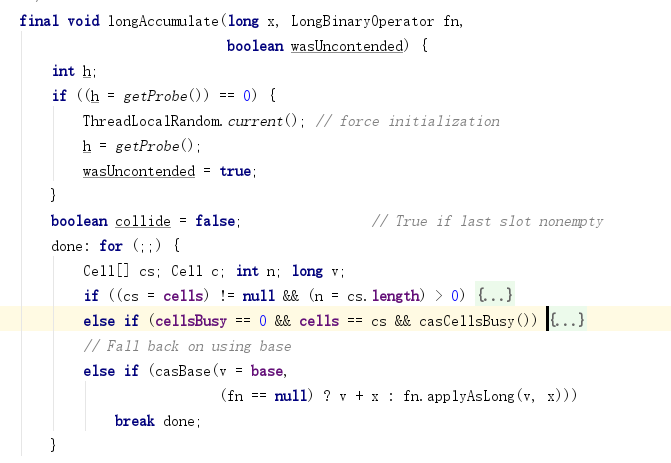 final void longAccumulate(long x, LongBinaryOperator fn,
boolean wasUncontended) {
int h;
if ((h = getProbe()) == 0) {
ThreadLocalRandom.current(); // force initialization
h = getProbe();
wasUncontended = true;
}
boolean collide = false; // True if last slot nonempty
done: for (;;) {
Cell[] cs; Cell c; int n; long v;
if ((cs = cells) != null && (n = cs.length) > 0) {...}
else if (cellsBusy == 0 && cells == cs && casCellsBusy()) {...}
// Fall back on using base
else if (casBase(v = base,
(fn == null) ? v + x : fn.applyAsLong(v, x)))
break done;
}